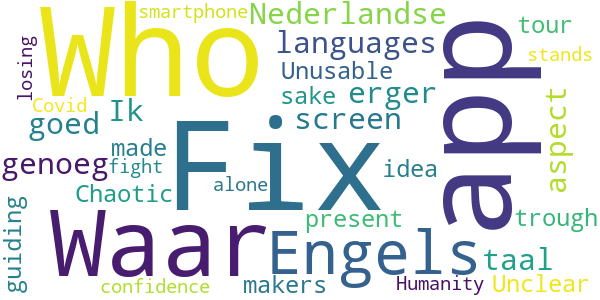 smartphone
Who
Nederlandse
app
tour
losing
languages
stands
Unusable
Covid
Ik
sake
erger
aspect
goed
Fix
screen
made
genoeg
fight
idea
alone
Chaotic
guiding
Waar
present
trough
Engels
taal
makers
Humanity
Unclear
confidence